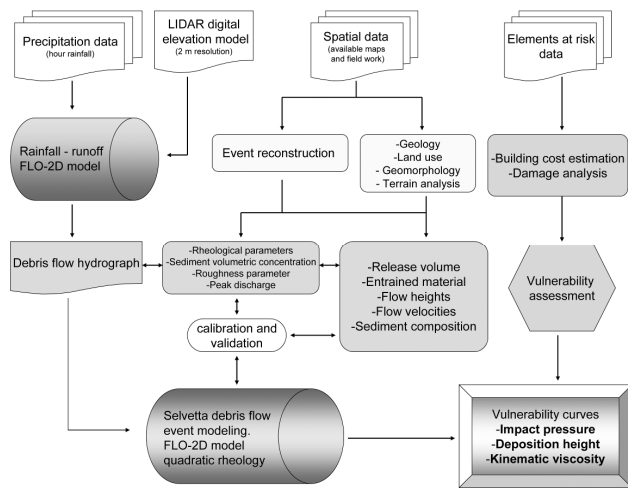 Precipitation data
(hour rainfall)
LIDAR digital
elevation model
(2 m resolution)
Spatial data
(available maps
and field work)
Elements at risk
data
Rainfall - runoff
FLO-2D model
Event reconstruction
-Geology
-Land use
- Geomorphology
- Terrain analysis
-Building cost estimation
-Damage analysis
Debris flow hydrograph
-Rheological parameters
-Sediment volumetric concentration
-Roughness parameter
-Peak discharge
-Release volume
-Entrained material
-Flow heights
-Flow velocities
-Sediment composition
Vulnerability
assessment
calibration and
validation
Selvetta debris flow
event modeling.
FLO-2D model
quadratic rheology
Vulnerability curves
-Impact pressure
-Deposition height
-Kinematic viscosity